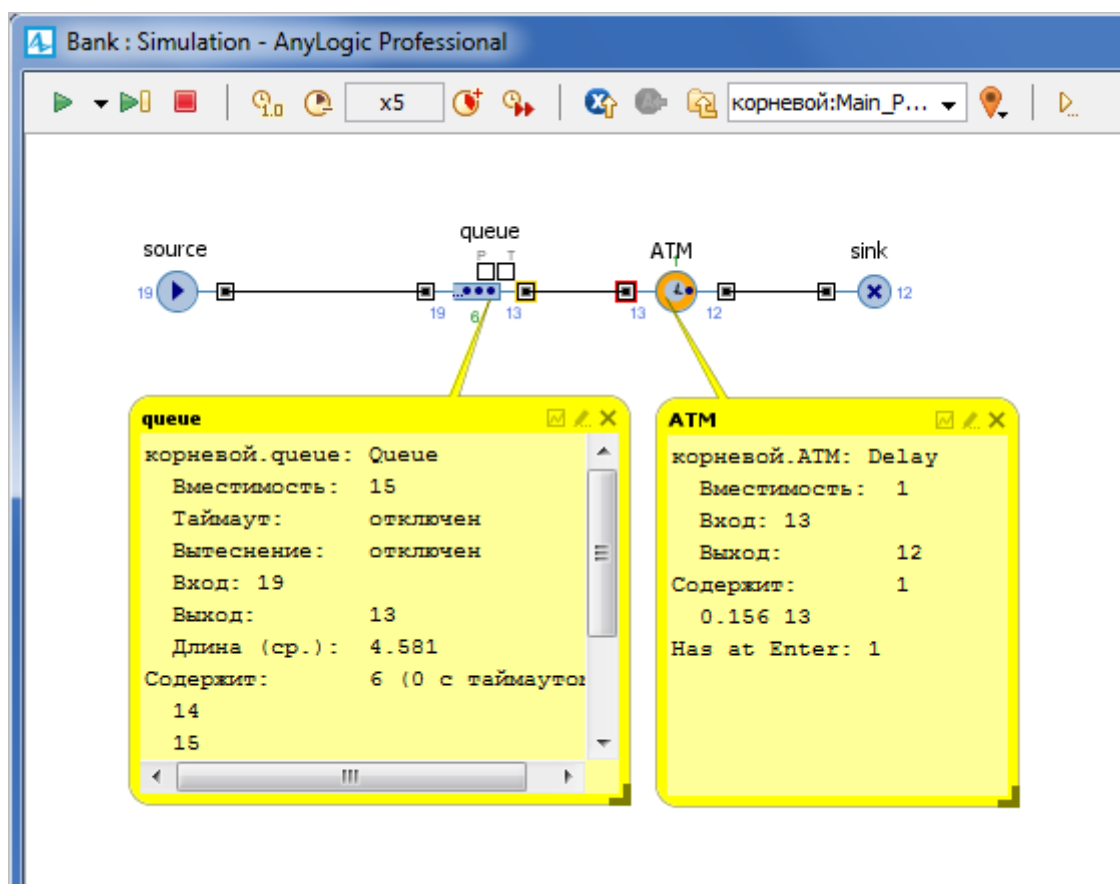 Bank : Simulation - AnyLogic Professional
1.0 x5 корневой:Main_P...
queue
source ATM sink
P T 1
19 12
19 6 13 13 12
queue
корневой.queue: Queue
Вместимость: 15
Таймаут: отключен
Вытеснение: отключен
Вход: 19
Выход: 13
Длина (ср.): 4.581
Содержит: 6 (0 с таймаутом
14
15
ATM
корневой.ATM: Delay
Вместимость: 1
Вход: 13
Выход: 12
Содержит: 1
0.156 13
Has at Enter: 1